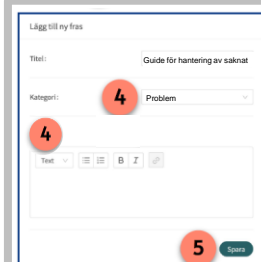 Lägg till ny fras
Titel:
Guide för hantering av saknat
Kategori:
4
Problem
4
Text
B I
5
Spara